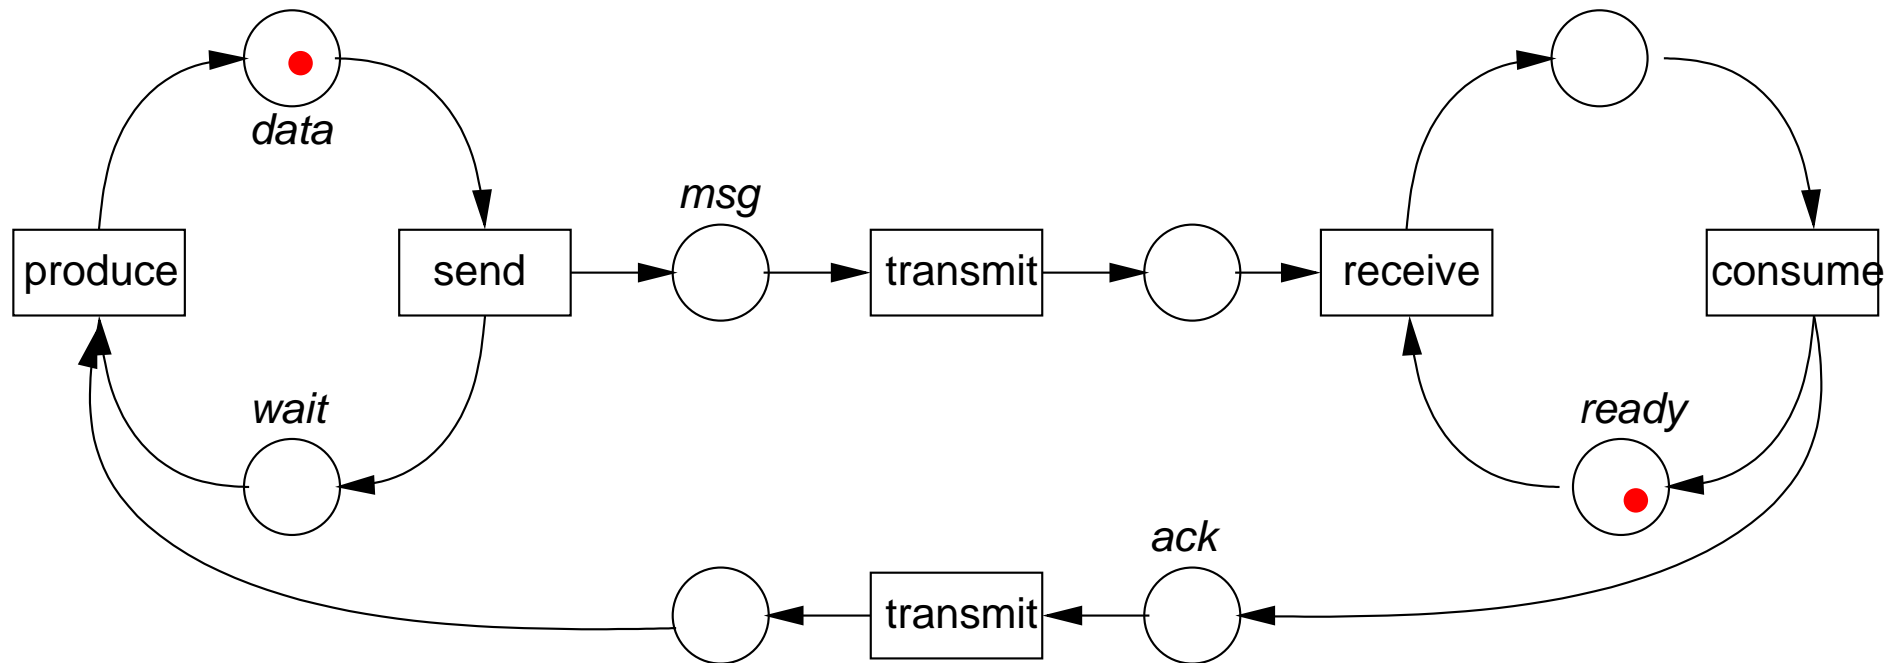 data
msg
produce
send
transmit
receive
consume
wait
ready
ack
transmit